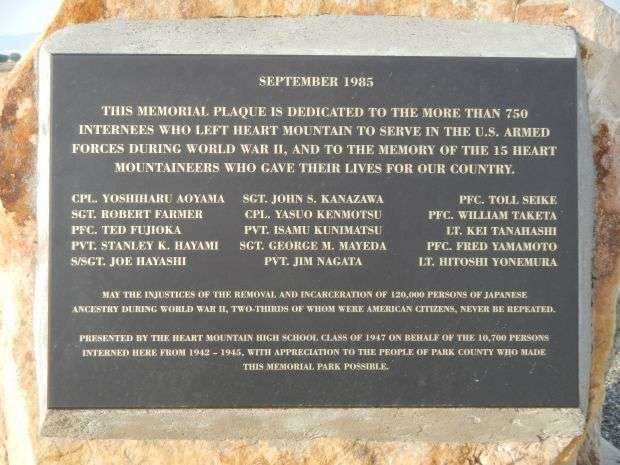 SEPTEMBER 1985
THIS MEMORIAL PLAQUE IS DEDICATED TO THE MORE THAN 750
INTERNEES WHO LEFT HEART MOUNTAIN TO SERVE IN THE U.S. ARMED
FORCES DURING WORLD WAR II, AND TO THE MEMORY OF THE 15 HEART
MOUNTAINEERS WHO GAVE THEIR LIVES FOR OUR COUNTRY.
CPL. YOSHIHARU AOYAMA SGT. JOHN S. KANAZAWA PFC. TOLL SEIKE
SGT. ROBERT FARMER CPL. YASUO KENMOTSU PFC. WILLIAM TAKETA
PFC. TED FUJIOKA PVT. ISAMU KUNIMATSU LT. KEI TANAHASHI
PVT. STANLEY K. HAYAMI SGT. GEORGE M. MAYEDA PFC. FRED YAMAMOTO
S/SGT. JOE HAYASHI PVT. JIM NAGATA LT. HITOSHI YONEMURA
MAY THE INJUSTICES OF THE REMOVAL AND INCARCERATION OF 120,000 PERSONS OF JAPANESE
ANCESTRY DURING WORLD WAR II, TWO-THIRDS OF WHOM WERE AMERICAN CITIZENS, NEVER BE REPEATED.
PRESENTED BY THE HEART MOUNTAIN HIGH SCHOOL CLASS OF 1947 ON BEHALF OF THE 10,700 PERSONS
INTERNED HERE FROM 1942 – 1945, WITH APPRECIATION TO THE PEOPLE OF PARK COUNTY WHO MADE
THIS MEMORIAL PARK POSSIBLE.